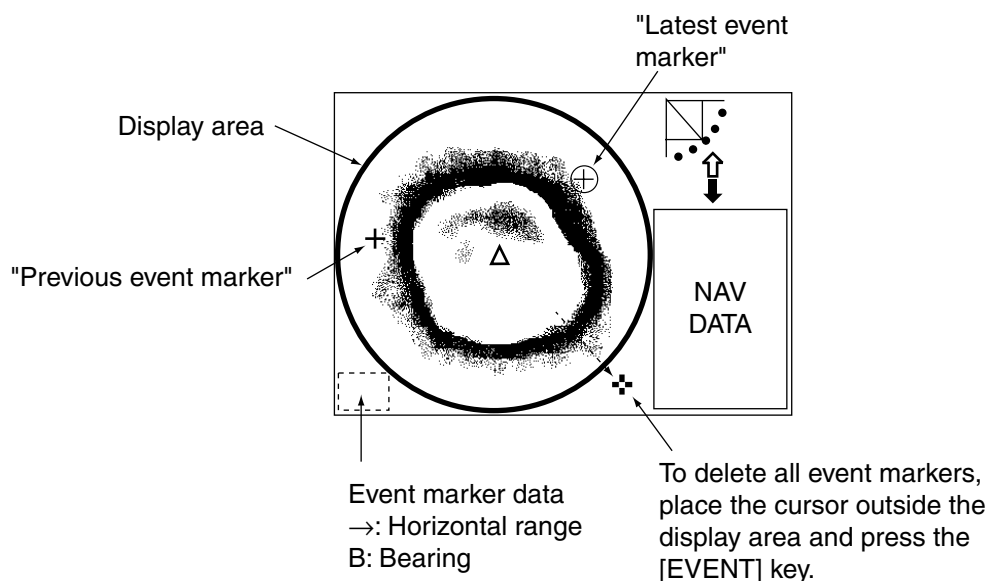 "Latest event
marker"
Display area
"Previous event marker"
NAV
DATA
Event marker data
→: Horizontal range
B: Bearing
To delete all event markers,
place the cursor outside the
display area and press the
[EVENT] key.